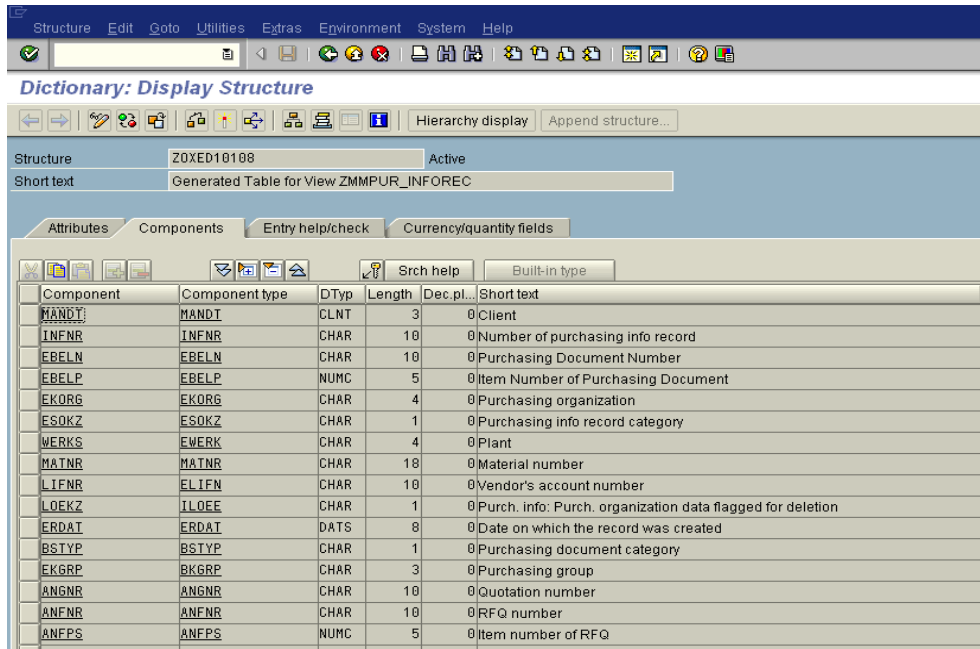 Structure Edit Goto Utilities Extras Environment System Help
Dictionary: Display Structure
Hierarchy display Append structure...
Structure ZOXED10108 Active
Short text Generated Table for View ZMMPUR_INFOREC
Attributes Components Entry help/check Currency/quantity fields
Srch help Built-in type
Component Component type DTyp Length Dec.pl... Short text
MANDT MANDT CLNT 3 0 Client
INFNR INFNR CHAR 10 0 Number of purchasing info record
EBELN EBELN CHAR 10 0 Purchasing Document Number
EBELP EBELP NUMC 5 0 Item Number of Purchasing Document
EKORG EKORG CHAR 4 0 Purchasing organization
ESOKZ ESOKZ CHAR 1 0 Purchasing info record category
WERKS EWERK CHAR 4 0 Plant
MATNR MATNR CHAR 18 0 Material number
LIFNR ELIFN CHAR 10 0 Vendor's account number
LOEKZ ILOEE CHAR 1 0 Purch. info: Purch. organization data flagged for deletion
ERDAT ERDAT DATS 8 0 Date on which the record was created
BSTYP BSTYP CHAR 1 0 Purchasing document category
EKGRP BKGRP CHAR 3 0 Purchasing group
ANGNR ANGNR CHAR 10 0 Quotation number
ANFNR ANFNR CHAR 10 0 RFQ number
ANFPS ANFPS NUMC 5 0 Item number of RFQ